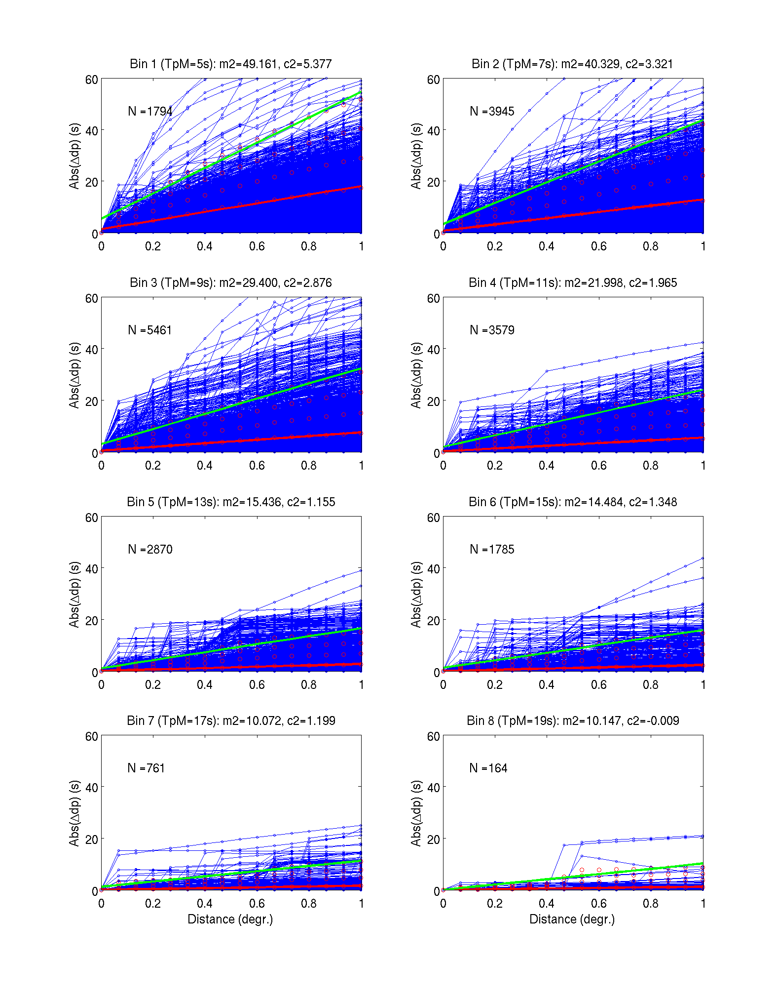 Bin 1 (TpM=5s): m2=49.161, c2=5.377
60
40
20
0
Abs(Δdp) (s)
N =1794
0 0.2 0.4 0.6 0.8 1
Bin 2 (TpM=7s): m2=40.329, c2=3.321
60
40
20
0
Abs(Δdp) (s)
N =3945
0 0.2 0.4 0.6 0.8 1
Bin 3 (TpM=9s): m2=29.400, c2=2.876
60
40
20
0
Abs(Δdp) (s)
N =5461
0 0.2 0.4 0.6 0.8 1
Bin 4 (TpM=11s): m2=21.998, c2=1.965
60
40
20
0
Abs(Δdp) (s)
N =3579
0 0.2 0.4 0.6 0.8 1
Bin 5 (TpM=13s): m2=15.436, c2=1.155
60
40
20
0
Abs(Δdp) (s)
N =2870
0 0.2 0.4 0.6 0.8 1
Bin 6 (TpM=15s): m2=14.484, c2=1.348
60
40
20
0
Abs(Δdp) (s)
N =1785
0 0.2 0.4 0.6 0.8 1
Bin 7 (TpM=17s): m2=10.072, c2=1.199
60
40
20
0
Abs(Δdp) (s)
N =761
0 0.2 0.4 0.6 0.8 1
Distance (degr.)
Bin 8 (TpM=19s): m2=10.147, c2=-0.009
60
40
20
0
Abs(Δdp) (s)
N =164
0 0.2 0.4 0.6 0.8 1
Distance (degr.)